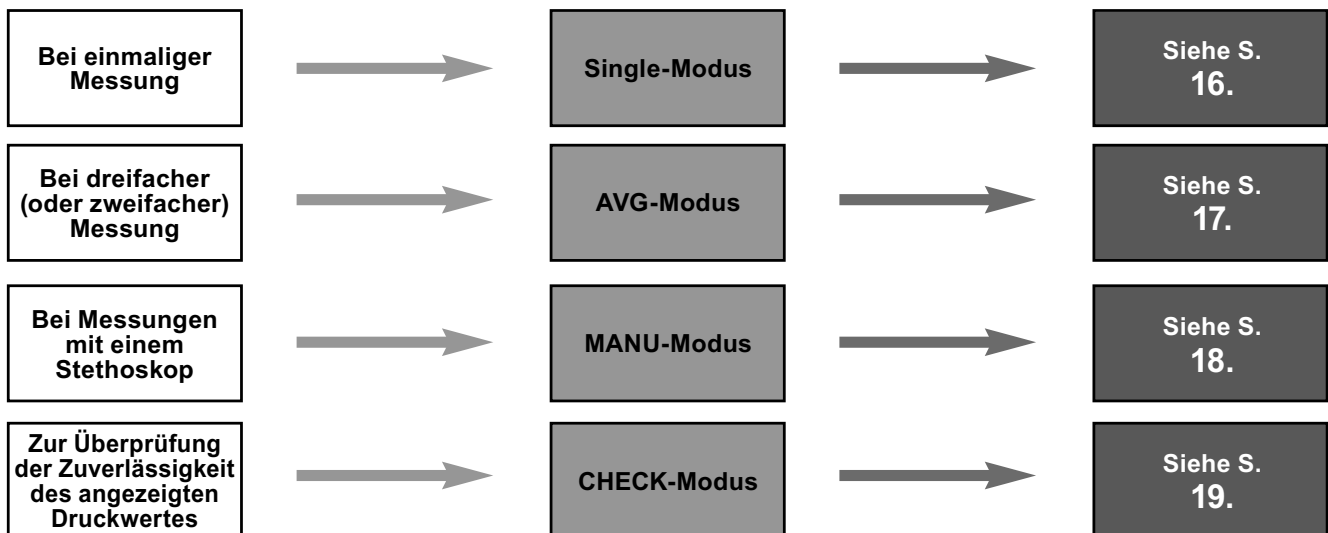 Bei einmaliger
Messung
Single-Modus
Siehe S.
16.
Bei dreifacher
(oder zweifacher)
Messung
AVG-Modus
Siehe S.
17.
Bei Messungen
mit einem
Stethoskop
MANU-Modus
Siehe S.
18.
Zur Überprüfung
der Zuverlässigkeit
des angezeigten
Druckwertes
CHECK-Modus
Siehe S.
19.